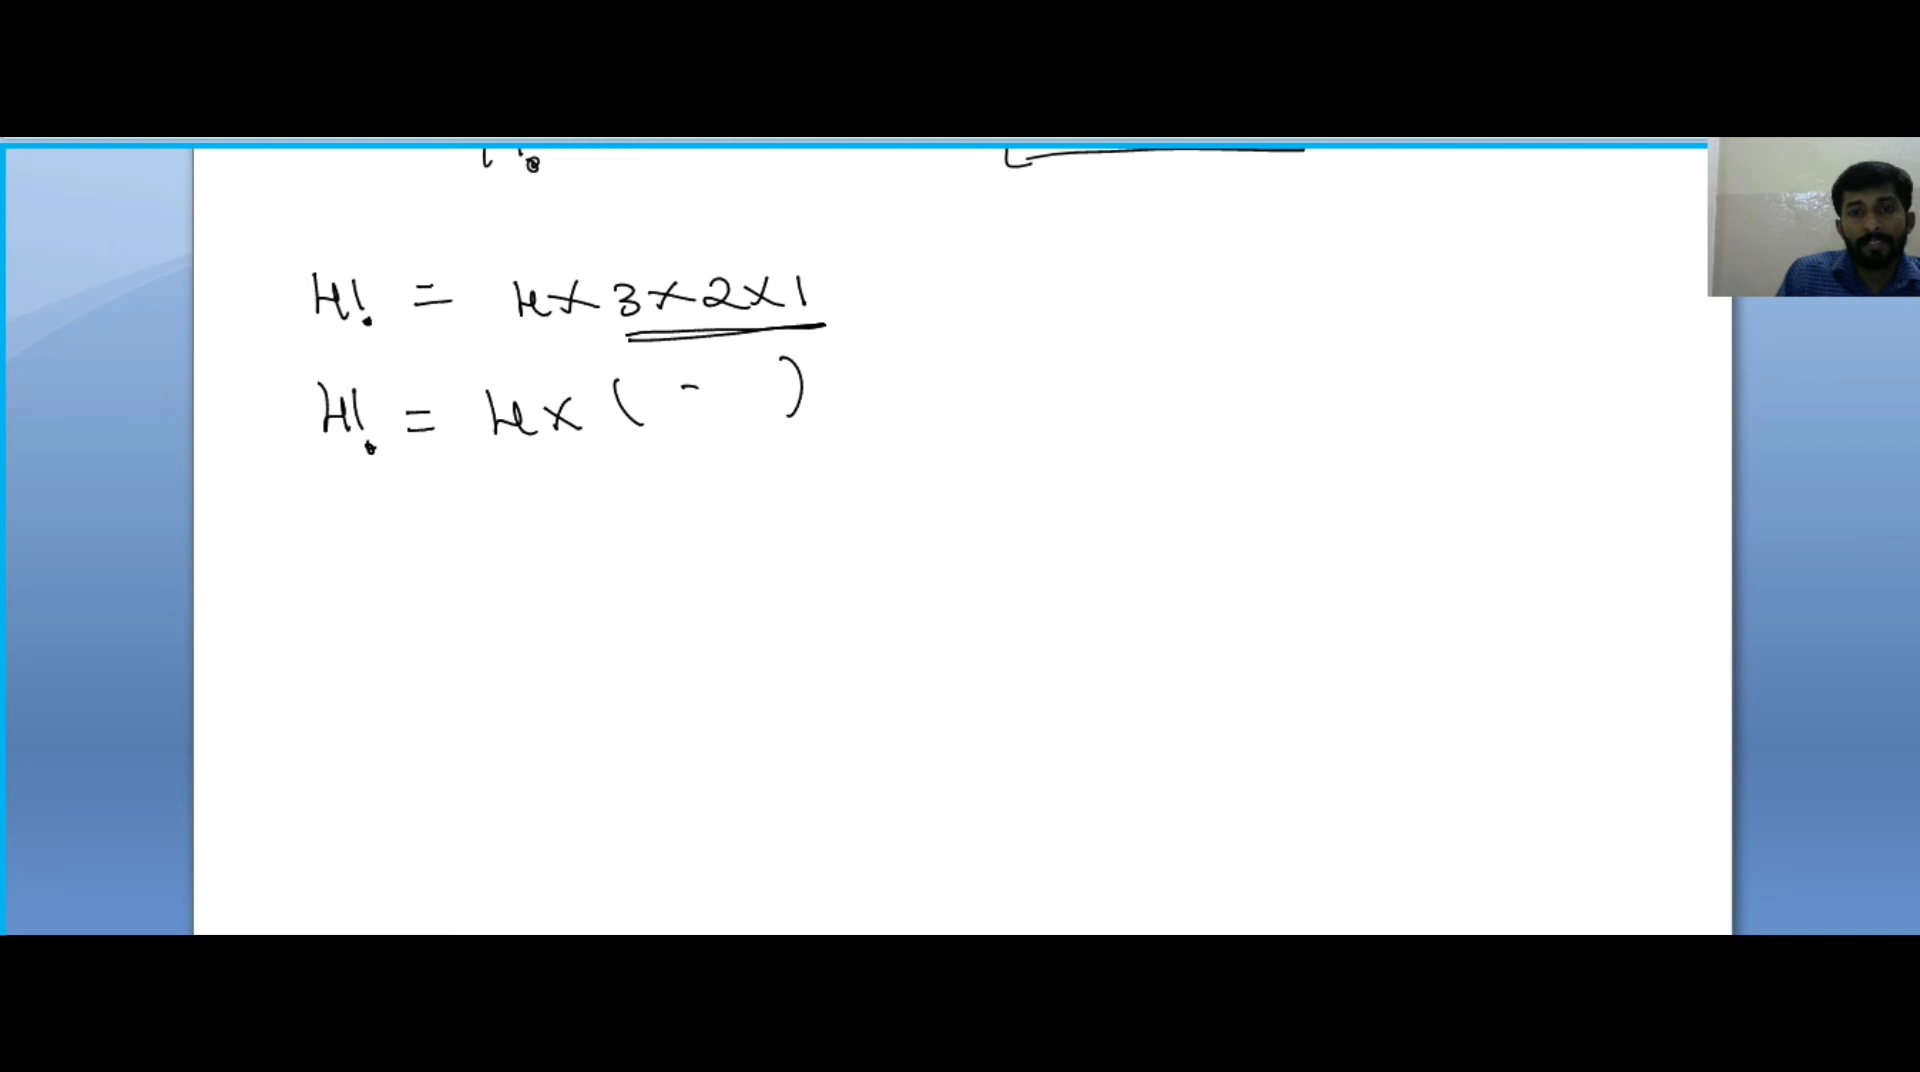 4! = 4×3×2×1
4! = 4×( - )